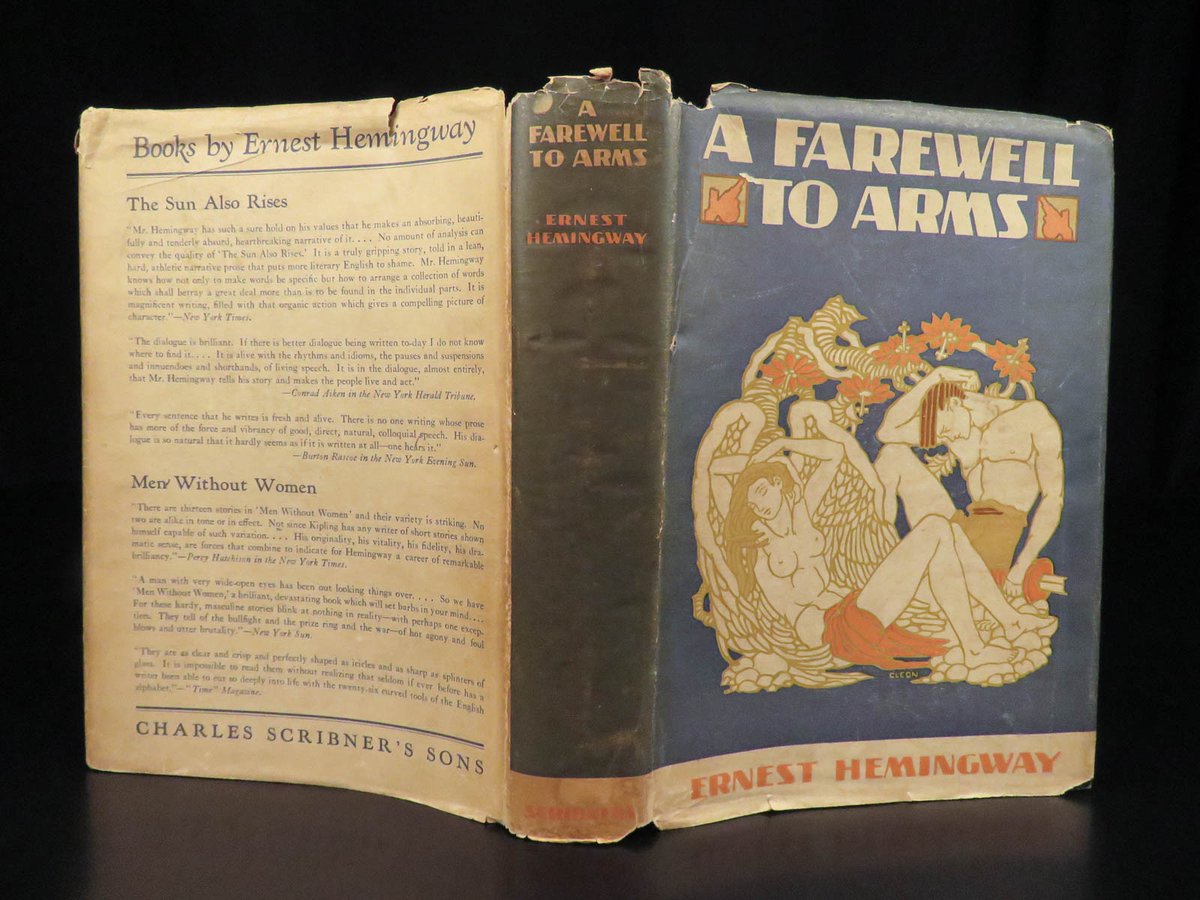 Books by Ernest Hemingway
The Sun Also Rises
"Mr. Hemingway has such a sure hold on his values that he makes an absorbing, beauti-
fully and tenderly absurd, heartbreaking narrative of it. . . . No amount of analysis can
convey the quality of 'The Sun Also Rises.' It is a truly gripping story, told in a lean,
hard, athletic narrative prose that puts more literary English to shame. Mr. Hemingway
knows how not only to make words be specific but how to arrange a collection of words
which shall betray a great deal more than is to be found in the individual parts. It is
magnificent writing, filled with that organic action which gives a compelling picture of
character."—New York Times.
"The dialogue is brilliant. If there is better dialogue being written to-day I do not know
where to find it. . . . It is alive with the rhythms and idioms, the pauses and suspensions
and innuendoes and shorthands, of living speech. It is in the dialogue, almost entirely,
that Mr. Hemingway tells his story and makes the people live and act."
—Conrad Aiken in the New York Herald Tribune.
"Every sentence that he writes is fresh and alive. There is no one writing whose prose
has more of the force and vibrancy of good, direct, natural, colloquial speech. His dia-
logue is so natural that it hardly seems as if it is written at all—one hears it."
—Burton Rascoe in the New York Evening Sun.
Men Without Women
"There are thirteen stories in 'Men Without Women' and their variety is striking. No
two are alike in tone or in effect. Not since Kipling has any writer of short stories shown
himself capable of such variation. . . . His originality, his vitality, his fidelity, his dra-
matic sense, are forces that combine to indicate for Hemingway a career of remarkable
brilliancy."—Percy Hutchison in the New York Times.
"A man with very wide-open eyes has been out looking things over. . . . So we have
'Men Without Women,' a brilliant, devastating book which will set barbs in your mind. . . .
For these hardy, masculine stories blink at nothing in reality—with perhaps one excep-
tion. They tell of the bullfight and the prize ring and the war—of hot agony and foul
blows and utter brutality."—New York Sun.
"They are as clear and crisp and perfectly shaped as icicles and as sharp as splinters of
glass. It is impossible to read them without realizing that seldom if ever before has a
writer been able to cut so deeply into life with the twenty-six curved tools of the English
alphabet."—"Time" Magazine.
CHARLES SCRIBNER'S SONS
A
FAREWELL
TO ARMS
ERNEST
HEMINGWAY
SCRIBNERS
A FAREWELL
TO ARMS
CLEON
ERNEST HEMINGWAY